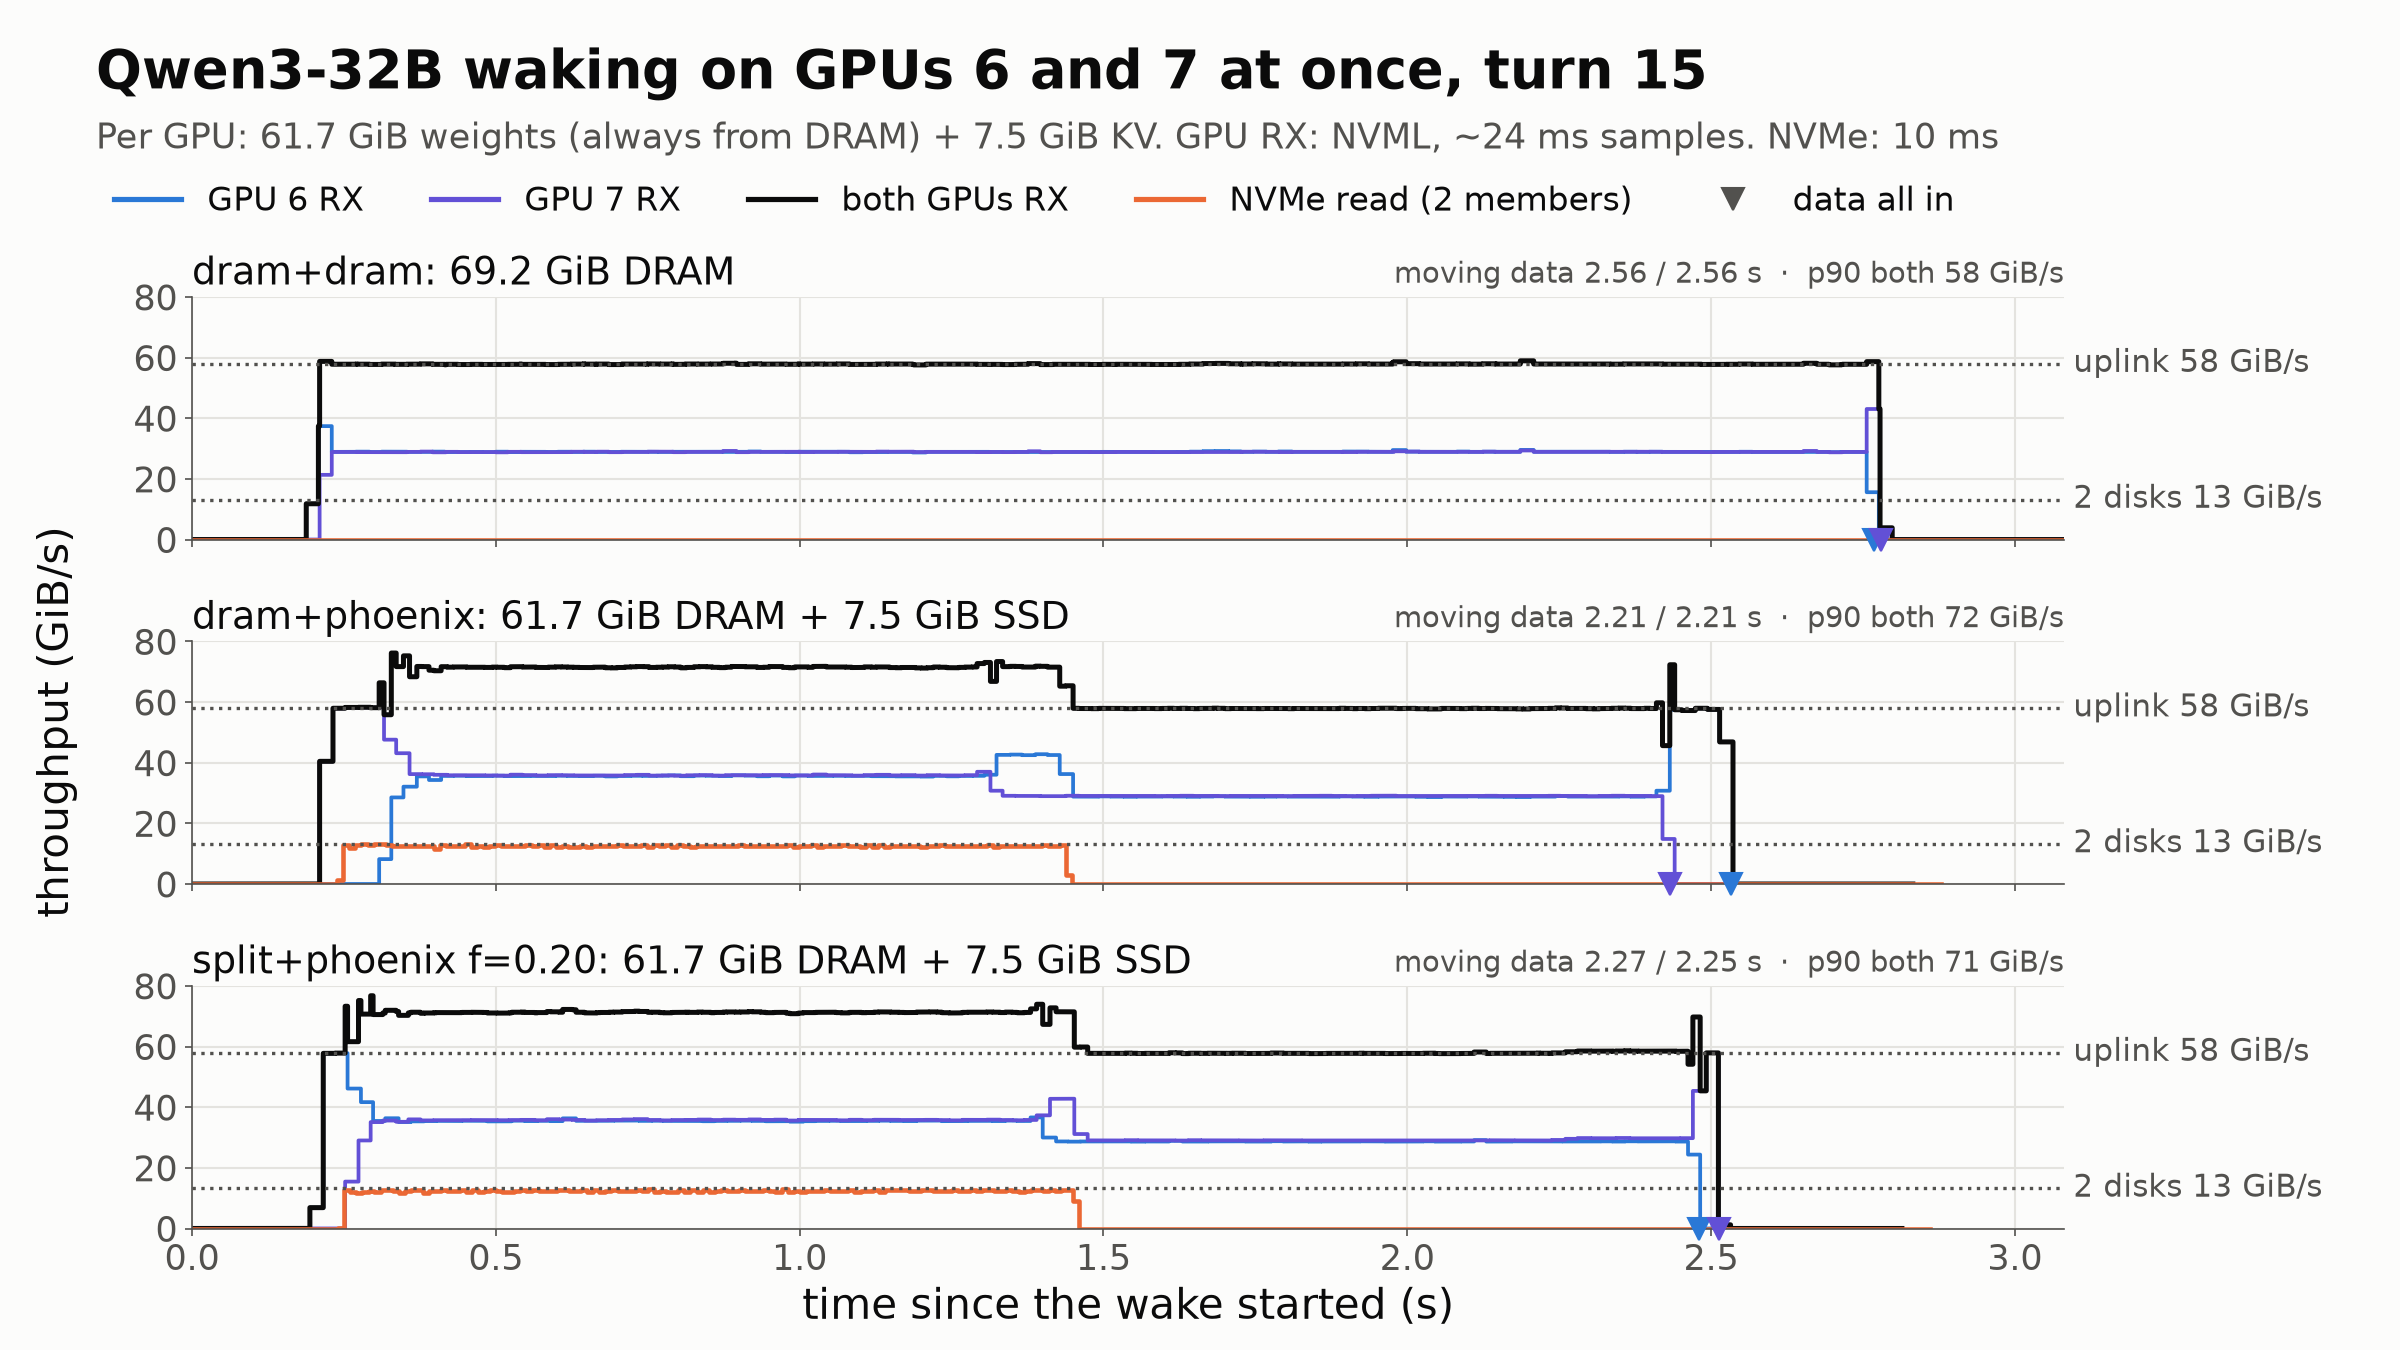 Qwen3-32B waking on GPUs 6 and 7 at once, turn 15
Per GPU: 61.7 GiB weights (always from DRAM) + 7.5 GiB KV. GPU RX: NVML, ~24 ms samples. NVMe: 10 ms
GPU 6 RX
GPU 7 RX
both GPUs RX
NVMe read (2 members)
data all in
throughput (GiB/s)
dram+dram: 69.2 GiB DRAM
moving data 2.56 / 2.56 s · p90 both 58 GiB/s
80
60
40
20
0
uplink 58 GiB/s
2 disks 13 GiB/s
dram+phoenix: 61.7 GiB DRAM + 7.5 GiB SSD
moving data 2.21 / 2.21 s · p90 both 72 GiB/s
80
60
40
20
0
uplink 58 GiB/s
2 disks 13 GiB/s
split+phoenix f=0.20: 61.7 GiB DRAM + 7.5 GiB SSD
moving data 2.27 / 2.25 s · p90 both 71 GiB/s
80
60
40
20
0
uplink 58 GiB/s
2 disks 13 GiB/s
0.0 0.5 1.0 1.5 2.0 2.5 3.0
time since the wake started (s)